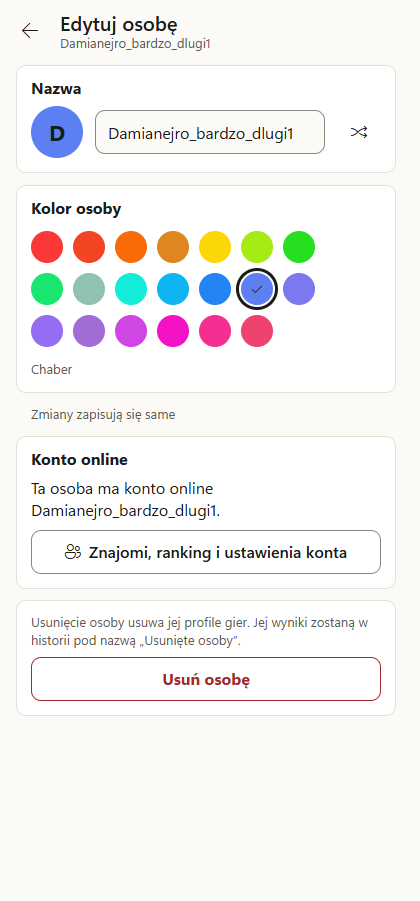 Edytuj osobę
Damianejro_bardzo_dlugi1
Nazwa
D
Damianejro_bardzo_dlugi1
Kolor osoby
Chaber
Zmiany zapisują się same
Konto online
Ta osoba ma konto online
Damianejro_bardzo_dlugi1.
Znajomi, ranking i ustawienia konta
Usunięcie osoby usuwa jej profile gier. Jej wyniki zostaną w
historii pod nazwą „Usunięte osoby”.
Usuń osobę